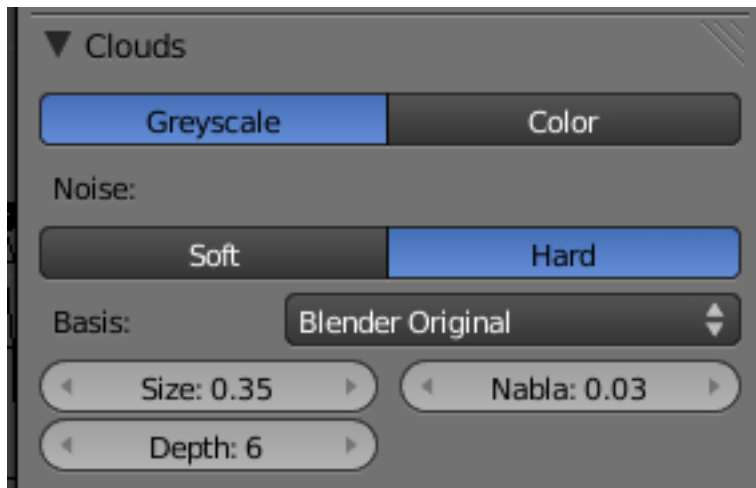 Clouds
Greyscale Color
Noise:
Soft Hard
Basis: Blender Original
Size: 0.35 Nabla: 0.03
Depth: 6